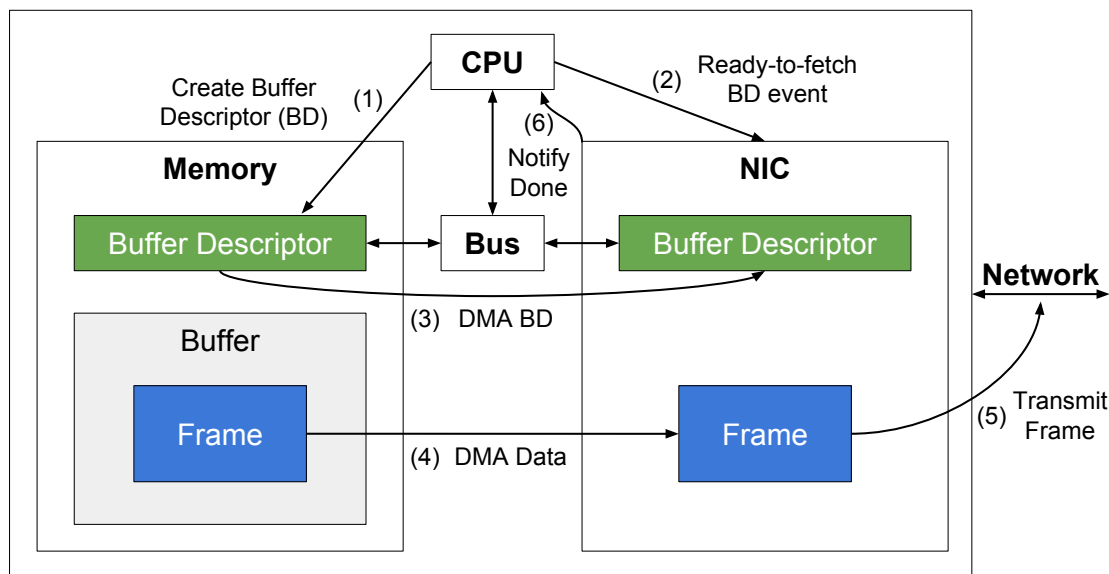 CPU
(1)
Create Buffer
Descriptor (BD)
(2)
Ready-to-fetch
BD event
(6)
Notify
Done
Memory
NIC
Buffer Descriptor
Bus
Buffer Descriptor
Network
(3) DMA BD
Buffer
Frame
Frame
(4) DMA Data
(5)
Transmit
Frame